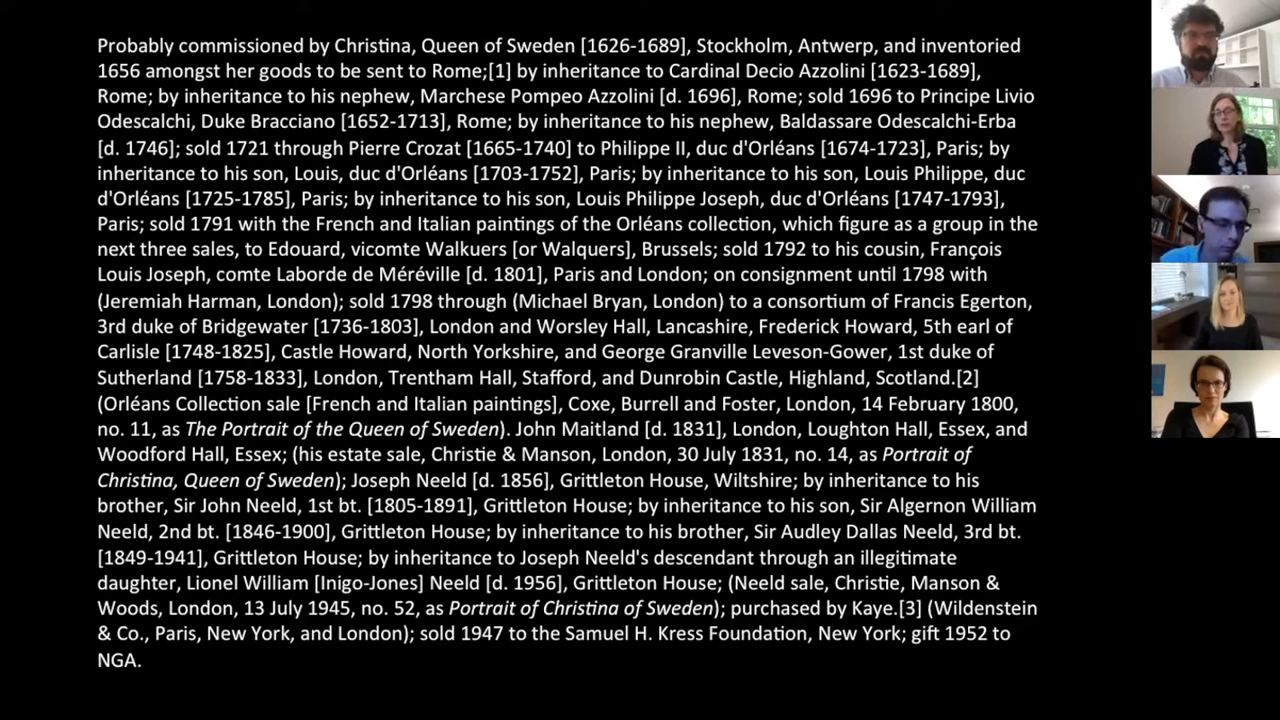 Probably commissioned by Christina, Queen of Sweden [1626-1689], Stockholm, Antwerp, and inventoried
1656 amongst her goods to be sent to Rome;[1] by inheritance to Cardinal Decio Azzolini [1623-1689],
Rome; by inheritance to his nephew, Marchese Pompeo Azzolini [d. 1696], Rome; sold 1696 to Principe Livio
Odescalchi, Duke Bracciano [1652-1713], Rome; by inheritance to his nephew, Baldassare Odescalchi-Erba
[d. 1746]; sold 1721 through Pierre Crozat [1665-1740] to Philippe II, duc d'Orléans [1674-1723], Paris; by
inheritance to his son, Louis, duc d'Orléans [1703-1752], Paris; by inheritance to his son, Louis Philippe, duc
d'Orléans [1725-1785], Paris; by inheritance to his son, Louis Philippe Joseph, duc d'Orléans [1747-1793],
Paris; sold 1791 with the French and Italian paintings of the Orléans collection, which figure as a group in the
next three sales, to Edouard, vicomte Walkuers [or Walquers], Brussels; sold 1792 to his cousin, François
Louis Joseph, comte Laborde de Méréville [d. 1801], Paris and London; on consignment until 1798 with
(Jeremiah Harman, London); sold 1798 through (Michael Bryan, London) to a consortium of Francis Egerton,
3rd duke of Bridgewater [1736-1803], London and Worsley Hall, Lancashire, Frederick Howard, 5th earl of
Carlisle [1748-1825], Castle Howard, North Yorkshire, and George Granville Leveson-Gower, 1st duke of
Sutherland [1758-1833], London, Trentham Hall, Stafford, and Dunrobin Castle, Highland, Scotland.[2]
(Orléans Collection sale [French and Italian paintings], Coxe, Burrell and Foster, London, 14 February 1800,
no. 11, as The Portrait of the Queen of Sweden). John Maitland [d. 1831], London, Loughton Hall, Essex, and
Woodford Hall, Essex; (his estate sale, Christie & Manson, London, 30 July 1831, no. 14, as Portrait of
Christina, Queen of Sweden); Joseph Neeld [d. 1856], Grittleton House, Wiltshire; by inheritance to his
brother, Sir John Neeld, 1st bt. [1805-1891], Grittleton House; by inheritance to his son, Sir Algernon William
Neeld, 2nd bt. [1846-1900], Grittleton House; by inheritance to his brother, Sir Audley Dallas Neeld, 3rd bt.
[1849-1941], Grittleton House; by inheritance to Joseph Neeld's descendant through an illegitimate
daughter, Lionel William [Inigo-Jones] Neeld [d. 1956], Grittleton House; (Neeld sale, Christie, Manson &
Woods, London, 13 July 1945, no. 52, as Portrait of Christina of Sweden); purchased by Kaye.[3] (Wildenstein
& Co., Paris, New York, and London); sold 1947 to the Samuel H. Kress Foundation, New York; gift 1952 to
NGA.